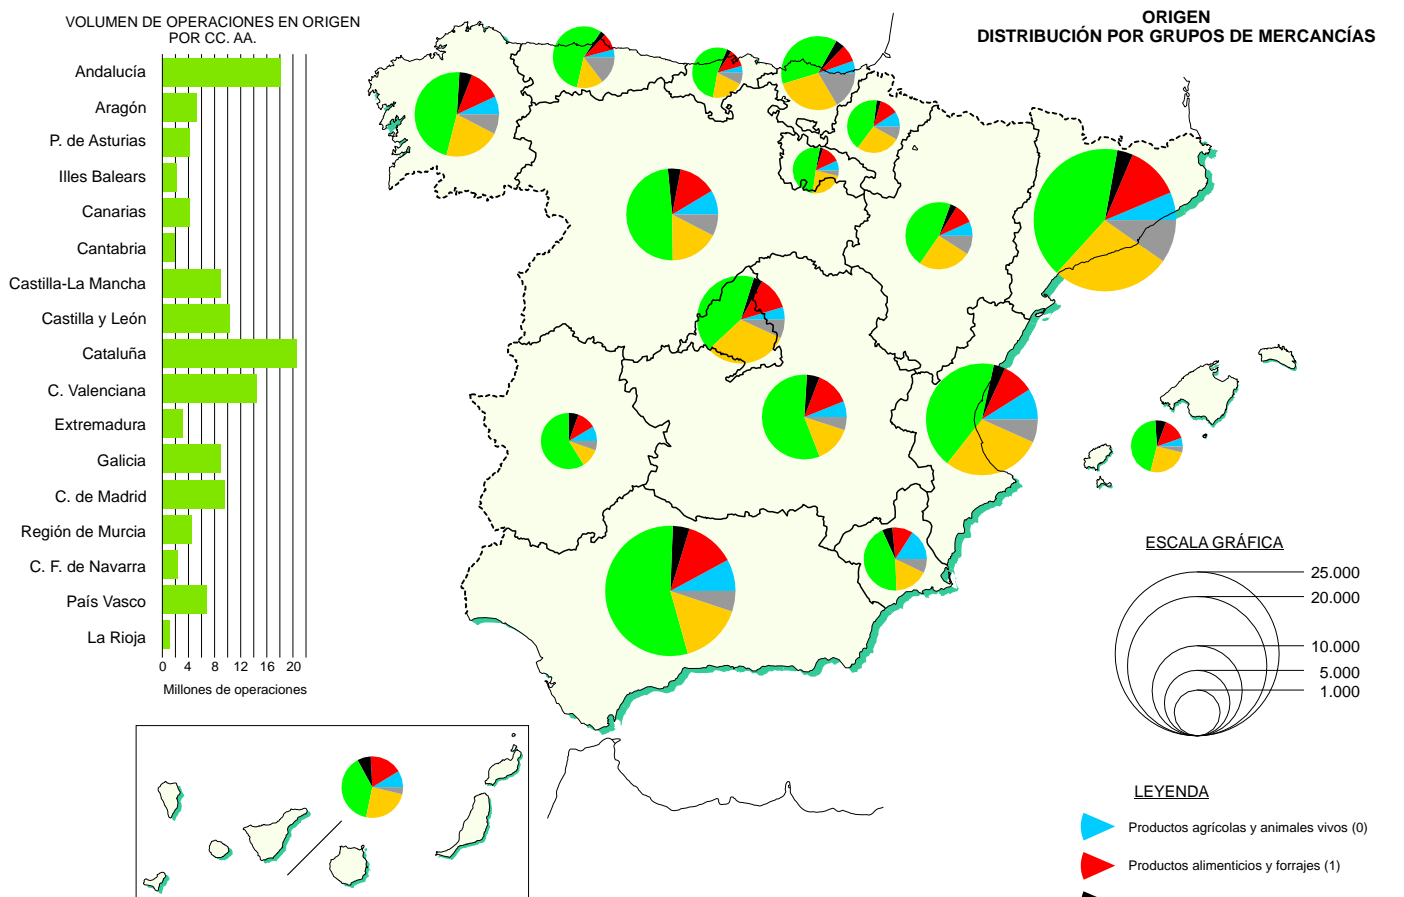 VOLUMEN DE OPERACIONES EN ORIGEN
POR CC. AA.
Andalucía
Aragón
P. de Asturias
Illes Balears
Canarias
Cantabria
Castilla-La Mancha
Castilla y León
Cataluña
C. Valenciana
Extremadura
Galicia
C. de Madrid
Región de Murcia
C. F. de Navarra
País Vasco
La Rioja
0 4 8 12 16 20
Millones de operaciones
ORIGEN
DISTRIBUCIÓN POR GRUPOS DE MERCANCÍAS
ESCALA GRÁFICA
25.000
20.000
10.000
5.000
1.000
LEYENDA
Productos agrícolas y animales vivos (0)
Productos alimenticios y forrajes (1)